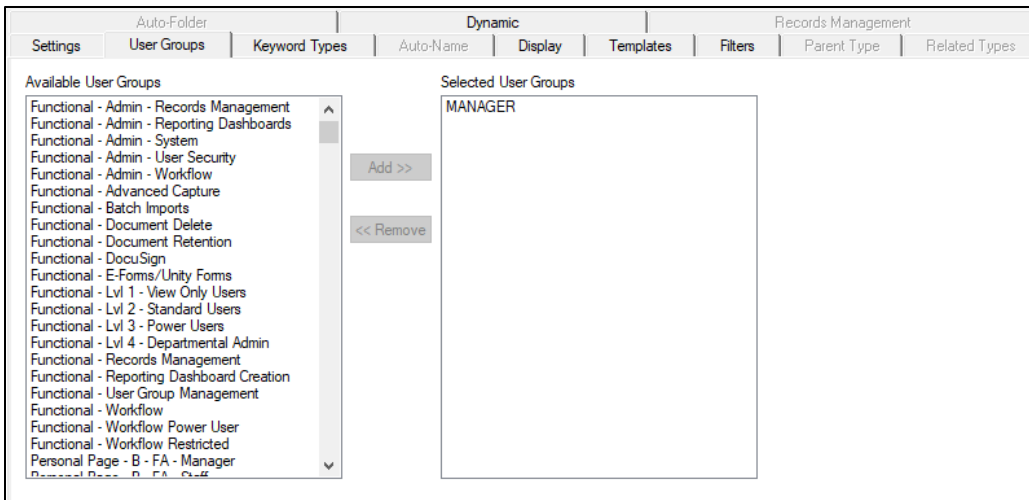 Auto-Folder Dynamic Records Management
Settings User Groups Keyword Types Auto-Name Display Templates Filters Parent Type Related Types
Available User Groups
Functional - Admin - Records Management
Functional - Admin - Reporting Dashboards
Functional - Admin - System
Functional - Admin - User Security
Functional - Admin - Workflow
Functional - Advanced Capture
Functional - Batch Imports
Functional - Document Delete
Functional - Document Retention
Functional - DocuSign
Functional - E-Forms/Unity Forms
Functional - Lvl 1 - View Only Users
Functional - Lvl 2 - Standard Users
Functional - Lvl 3 - Power Users
Functional - Lvl 4 - Departmental Admin
Functional - Records Management
Functional - Reporting Dashboard Creation
Functional - User Group Management
Functional - Workflow
Functional - Workflow Power User
Functional - Workflow Restricted
Personal Page - B - FA - Manager
Personal Page - B - FA - Staff
Add >>
<< Remove
Selected User Groups
MANAGER